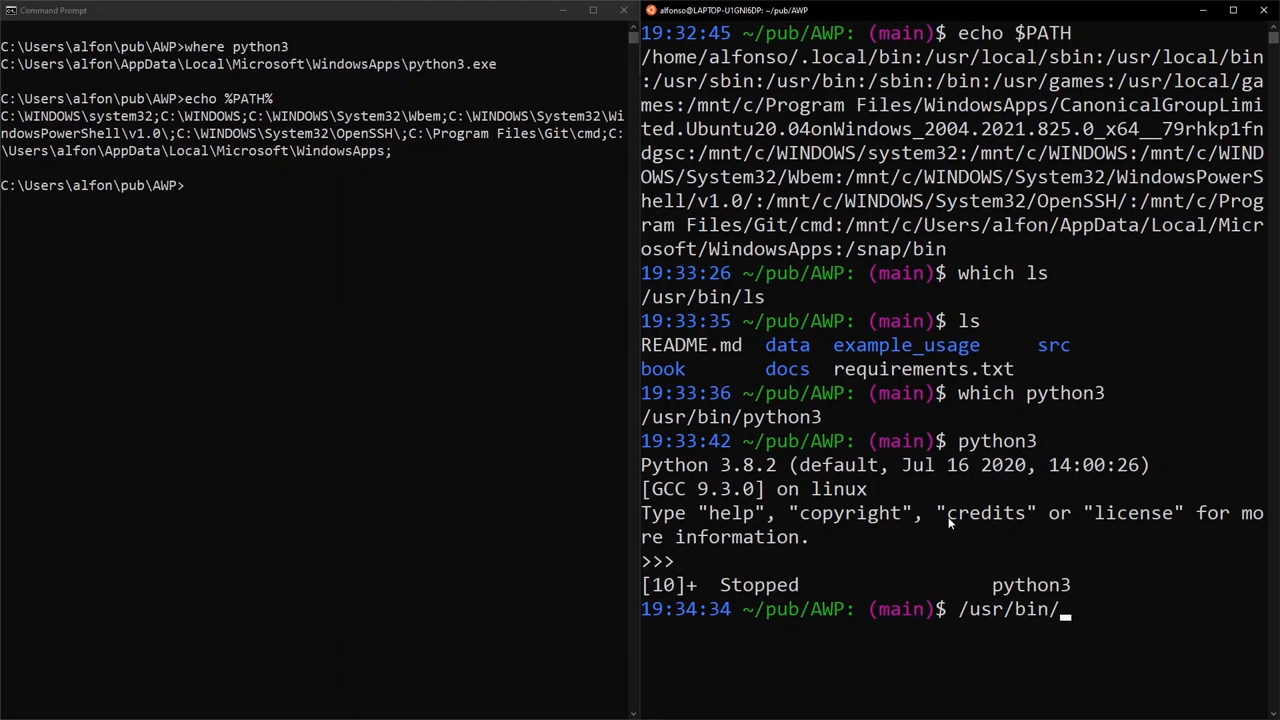 Command Prompt
C:\Users\alfon\pub\AWP>where python3
C:\Users\alfon\AppData\Local\Microsoft\WindowsApps\python3.exe
C:\Users\alfon\pub\AWP>echo %PATH%
C:\WINDOWS\system32;C:\WINDOWS;C:\WINDOWS\System32\Wbem;C:\WINDOWS\System32\Wi
ndowsPowerShell\v1.0\;C:\WINDOWS\System32\OpenSSH\;C:\Program Files\Git\cmd;C:
\Users\alfon\AppData\Local\Microsoft\WindowsApps;
C:\Users\alfon\pub\AWP>
alfonso@LAPTOP-U1GNI6DP: ~/pub/AWP
19:32:45 ~/pub/AWP: (main)$ echo $PATH
/home/alfonso/.local/bin:/usr/local/sbin:/usr/local/bin
:/usr/sbin:/usr/bin:/sbin:/bin:/usr/games:/usr/local/ga
mes:/mnt/c/Program Files/WindowsApps/CanonicalGroupLimi
ted.Ubuntu20.04onWindows_2004.2021.825.0_x64__79rhkp1fn
dgsc:/mnt/c/WINDOWS/system32:/mnt/c/WINDOWS:/mnt/c/WIND
OWS/System32/Wbem:/mnt/c/WINDOWS/System32/WindowsPowerS
hell/v1.0/:/mnt/c/WINDOWS/System32/OpenSSH/:/mnt/c/Prog
ram Files/Git/cmd:/mnt/c/Users/alfon/AppData/Local/Micr
osoft/WindowsApps:/snap/bin
19:33:26 ~/pub/AWP: (main)$ which ls
/usr/bin/ls
19:33:35 ~/pub/AWP: (main)$ ls
README.md data example_usage src
book docs requirements.txt
19:33:36 ~/pub/AWP: (main)$ which python3
/usr/bin/python3
19:33:42 ~/pub/AWP: (main)$ python3
Python 3.8.2 (default, Jul 16 2020, 14:00:26)
[GCC 9.3.0] on linux
Type "help", "copyright", "credits" or "license" for mo
re information.
>>>
[10]+ Stopped python3
19:34:34 ~/pub/AWP: (main)$ /usr/bin/